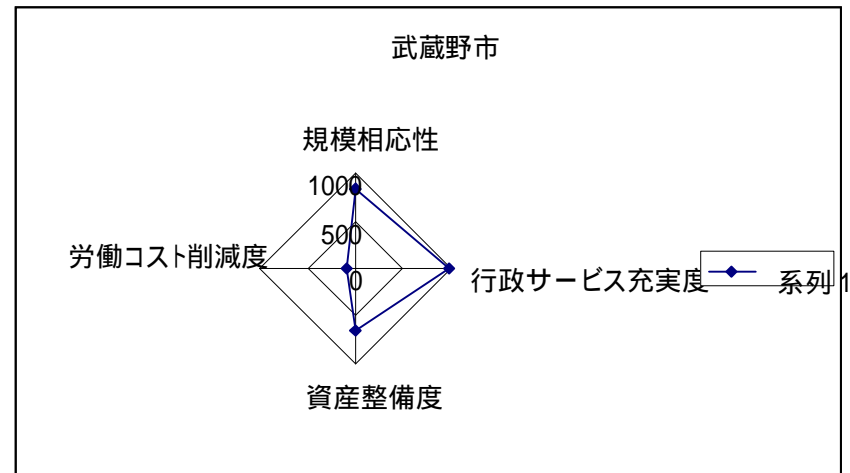 武蔵野市
規模相応性
1000
500
労働コスト削減度
0
行政サービス充実度
系列 1
資産整備度